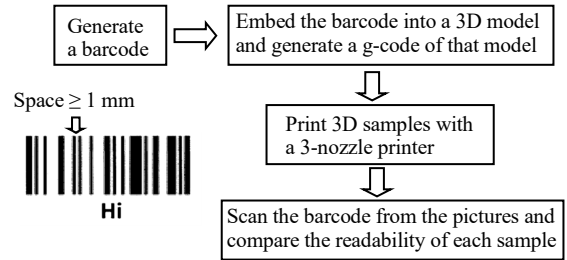 Generate
a barcode
Embed the barcode into a 3D model
and generate a g-code of that model
Space ≥ 1 mm
Hi
Print 3D samples with
a 3-nozzle printer
Scan the barcode from the pictures and
compare the readability of each sample